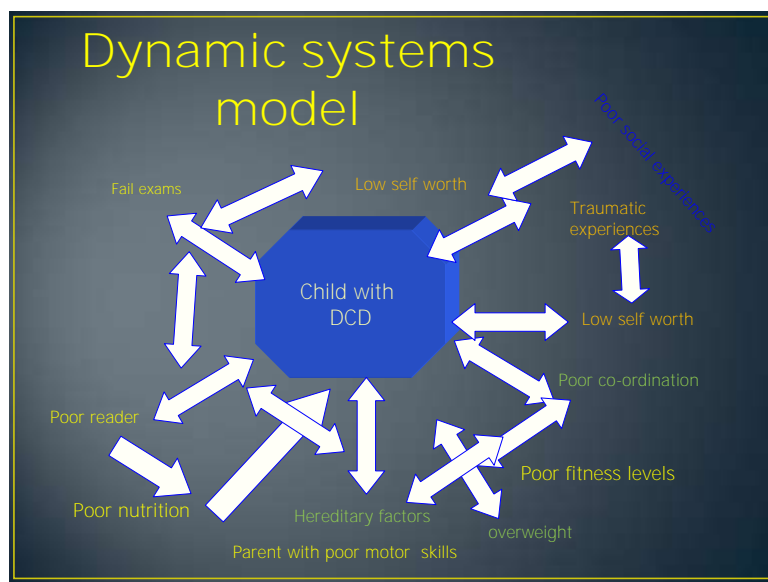 Dynamic systems
model
Poor social experiences
Fail exams
Low self worth
Traumatic
experiences
Child with
DCD
Low self worth
Poor co-ordination
Poor reader
Poor fitness levels
Poor nutrition
Hereditary factors
overweight
Parent with poor motor skills